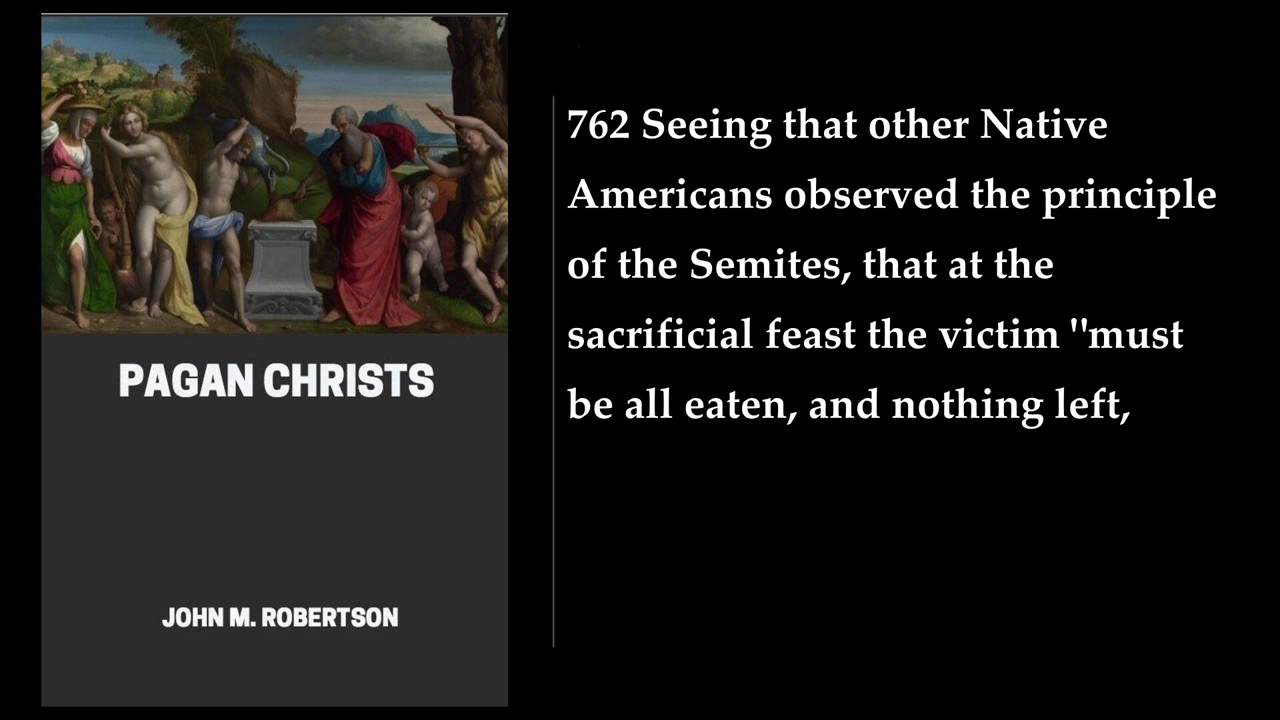 PAGAN CHRISTS
JOHN M. ROBERTSON
762 Seeing that other Native
Americans observed the principle
of the Semites, that at the
sacrificial feast the victim "must
be all eaten, and nothing left,